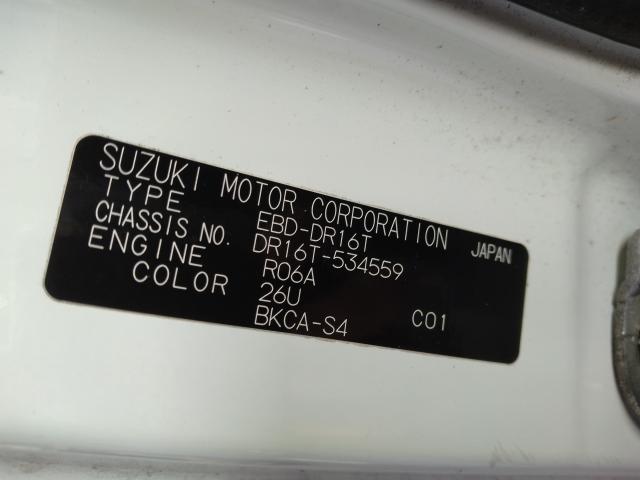 SUZUKI MOTOR CORPORATION JAPAN
TYPE EBD-DR16T
CHASSIS NO. DR16T-534559
ENGINE R06A
COLOR 26U
BKCA-S4 C01